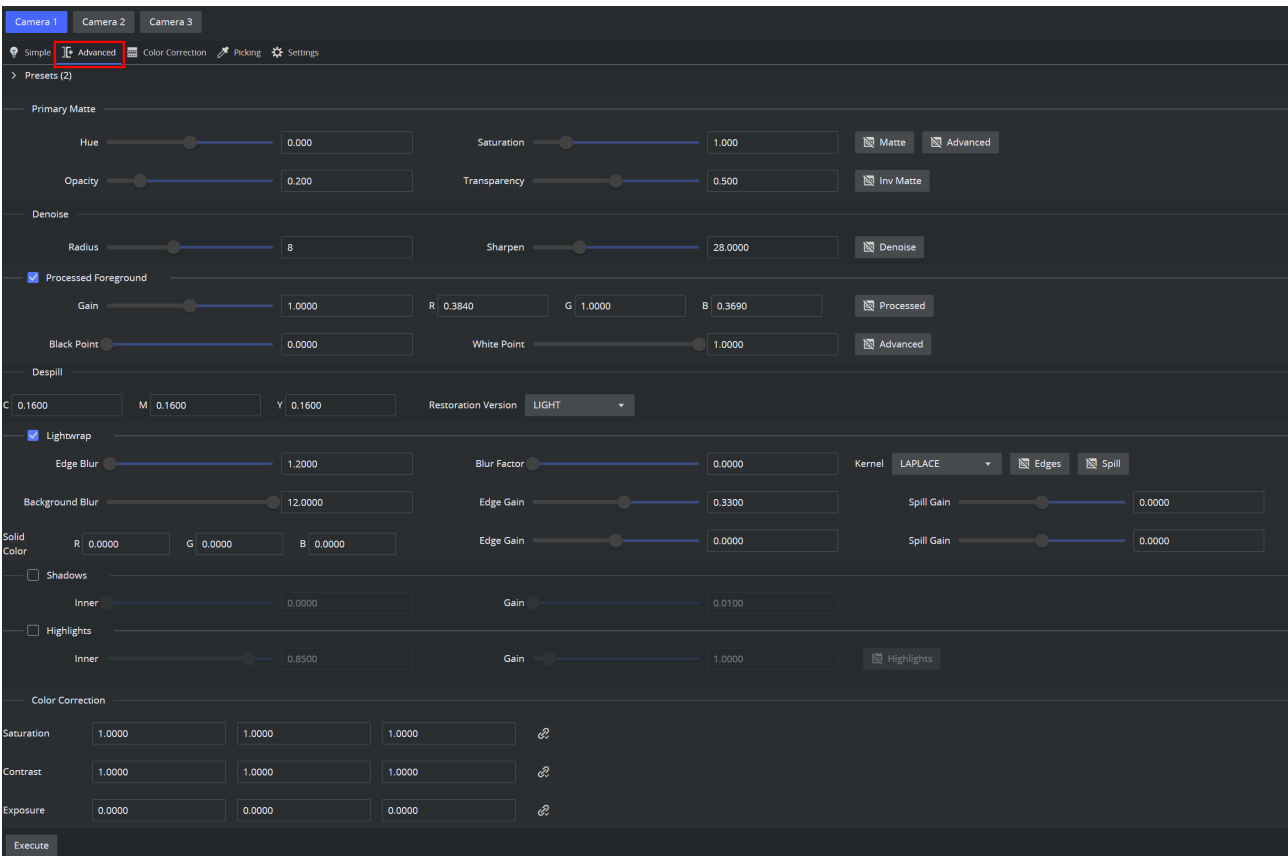 Camera 1 Camera 2 Camera 3
Simple Advanced Color Correction Picking Settings
Presets (2)
Primary Matte
Hue 0.000 Saturation 1.000 Matte Advanced
Opacity 0.200 Transparency 0.500 Inv Matte
Denoise
Radius 8 Sharpen 28.0000 Denoise
Processed Foreground
Gain 1.0000 R 0.3840 G 1.0000 B 0.3690 Processed
Black Point 0.0000 White Point 1.0000 Advanced
Despill
C 0.1600 M 0.1600 Y 0.1600 Restoration Version LIGHT
Lightwrap
Edge Blur 1.2000 Blur Factor 0.0000 Kernel LAPLACE Edges Spill
Background Blur 12.0000 Edge Gain 0.3300 Spill Gain 0.0000
Solid Color R 0.0000 G 0.0000 B 0.0000 Edge Gain 0.0000 Spill Gain 0.0000
Shadows
Inner 0.0000 Gain 0.0100
Highlights
Inner 0.8500 Gain 1.0000 Highlights
Color Correction
Saturation 1.0000 1.0000 1.0000
Contrast 1.0000 1.0000 1.0000
Exposure 0.0000 0.0000 0.0000
Execute